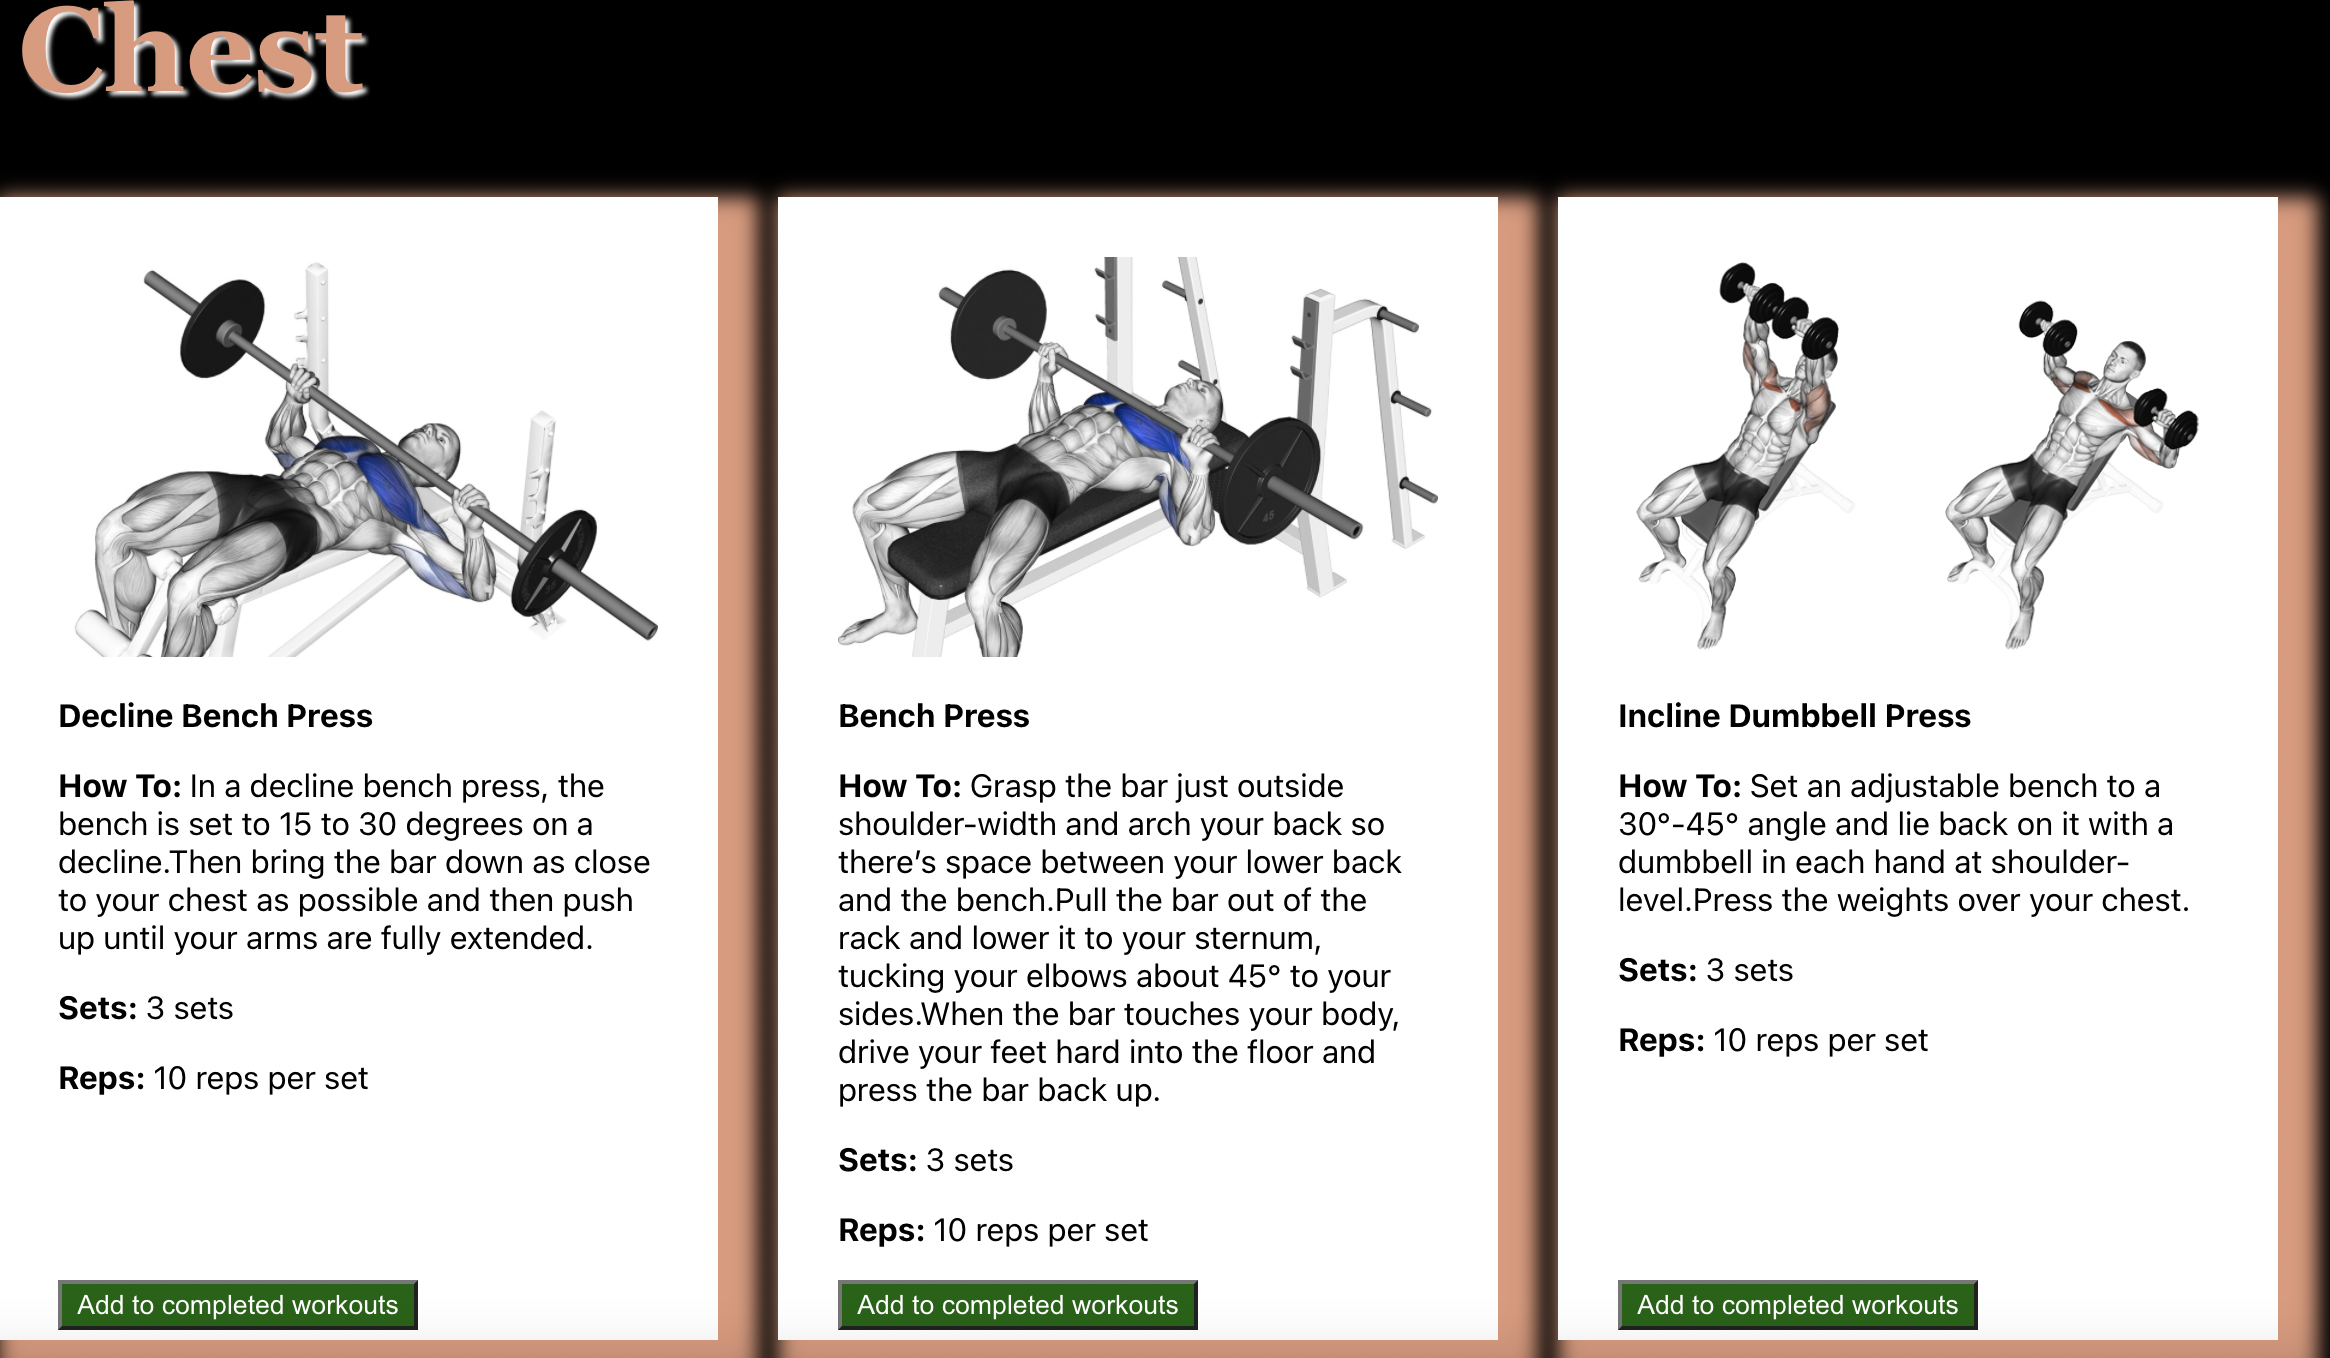 Chest
Decline Bench Press
How To: In a decline bench press, the
bench is set to 15 to 30 degrees on a
decline.Then bring the bar down as close
to your chest as possible and then push
up until your arms are fully extended.
Sets: 3 sets
Reps: 10 reps per set
Add to completed workouts
45
Bench Press
How To: Grasp the bar just outside
shoulder-width and arch your back so
there’s space between your lower back
and the bench.Pull the bar out of the
rack and lower it to your sternum,
tucking your elbows about 45° to your
sides.When the bar touches your body,
drive your feet hard into the floor and
press the bar back up.
Sets: 3 sets
Reps: 10 reps per set
Add to completed workouts
Incline Dumbbell Press
How To: Set an adjustable bench to a
30°-45° angle and lie back on it with a
dumbbell in each hand at shoulder-
level.Press the weights over your chest.
Sets: 3 sets
Reps: 10 reps per set
Add to completed workouts